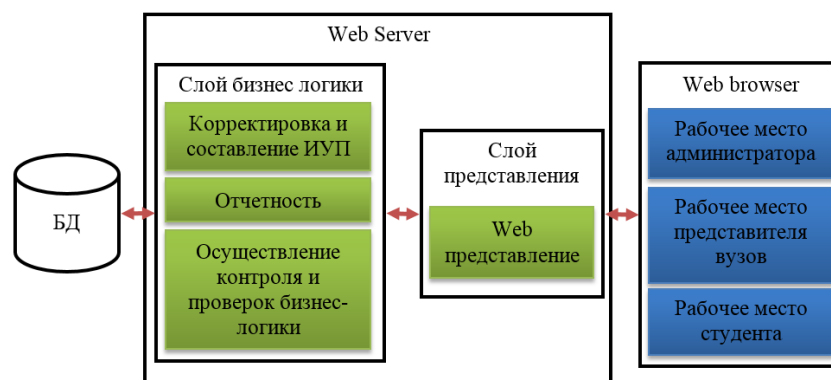 Web Server
Слой бизнес логики
Корректировка и
составление ИУП
Отчетность
Осуществление
контроля и
проверок бизнес-
логики
БД
Слой
представления
Web
представление
Web browser
Рабочее место
администратора
Рабочее место
представителя
вузов
Рабочее место
студента